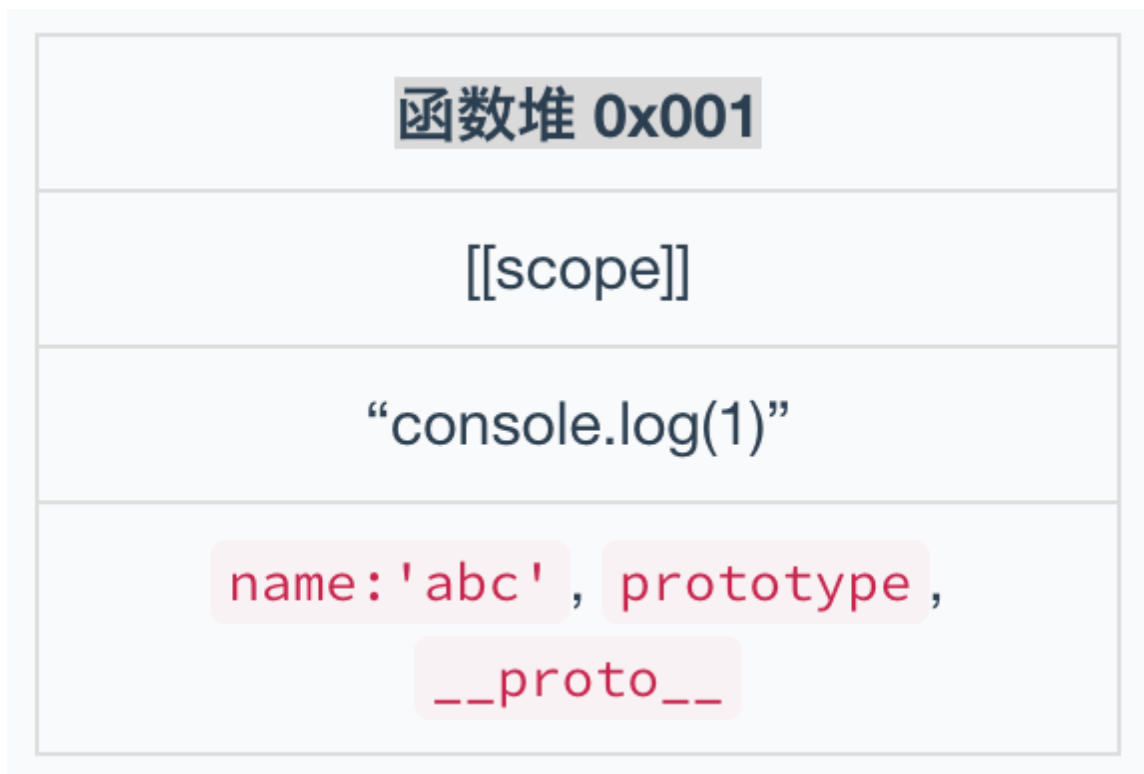 函数堆 0x001
[[scope]]
“console.log(1)”
name:'abc', prototype,
__proto__